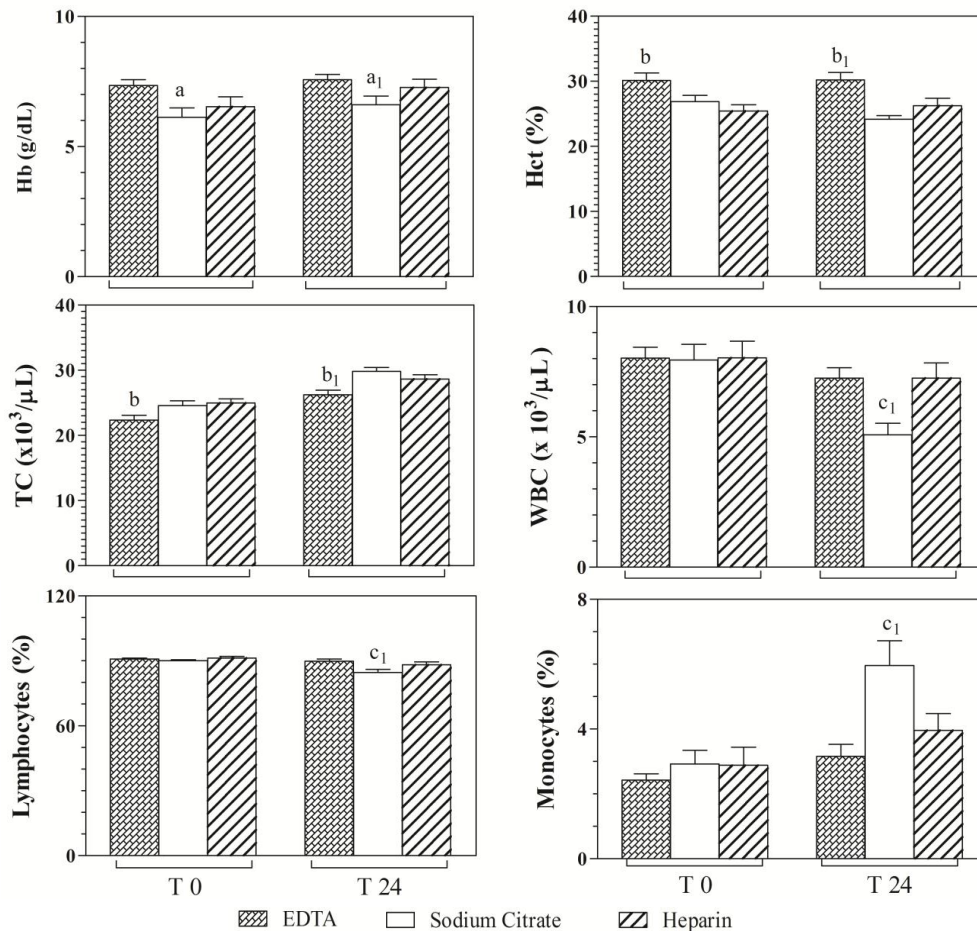 Hb (g/dL)
10
5
0
a
a1
Hct (%)
40
30
20
10
0
b
b1
TC (x10³/µL)
40
30
20
10
0
b
b1
WBC (x 10³/µL)
10
5
0
c1
Lymphocytes (%)
120
60
0
c1
T 0
T 24
Monocytes (%)
8
6
4
2
0
c1
T 0
T 24
EDTA
Sodium Citrate
Heparin